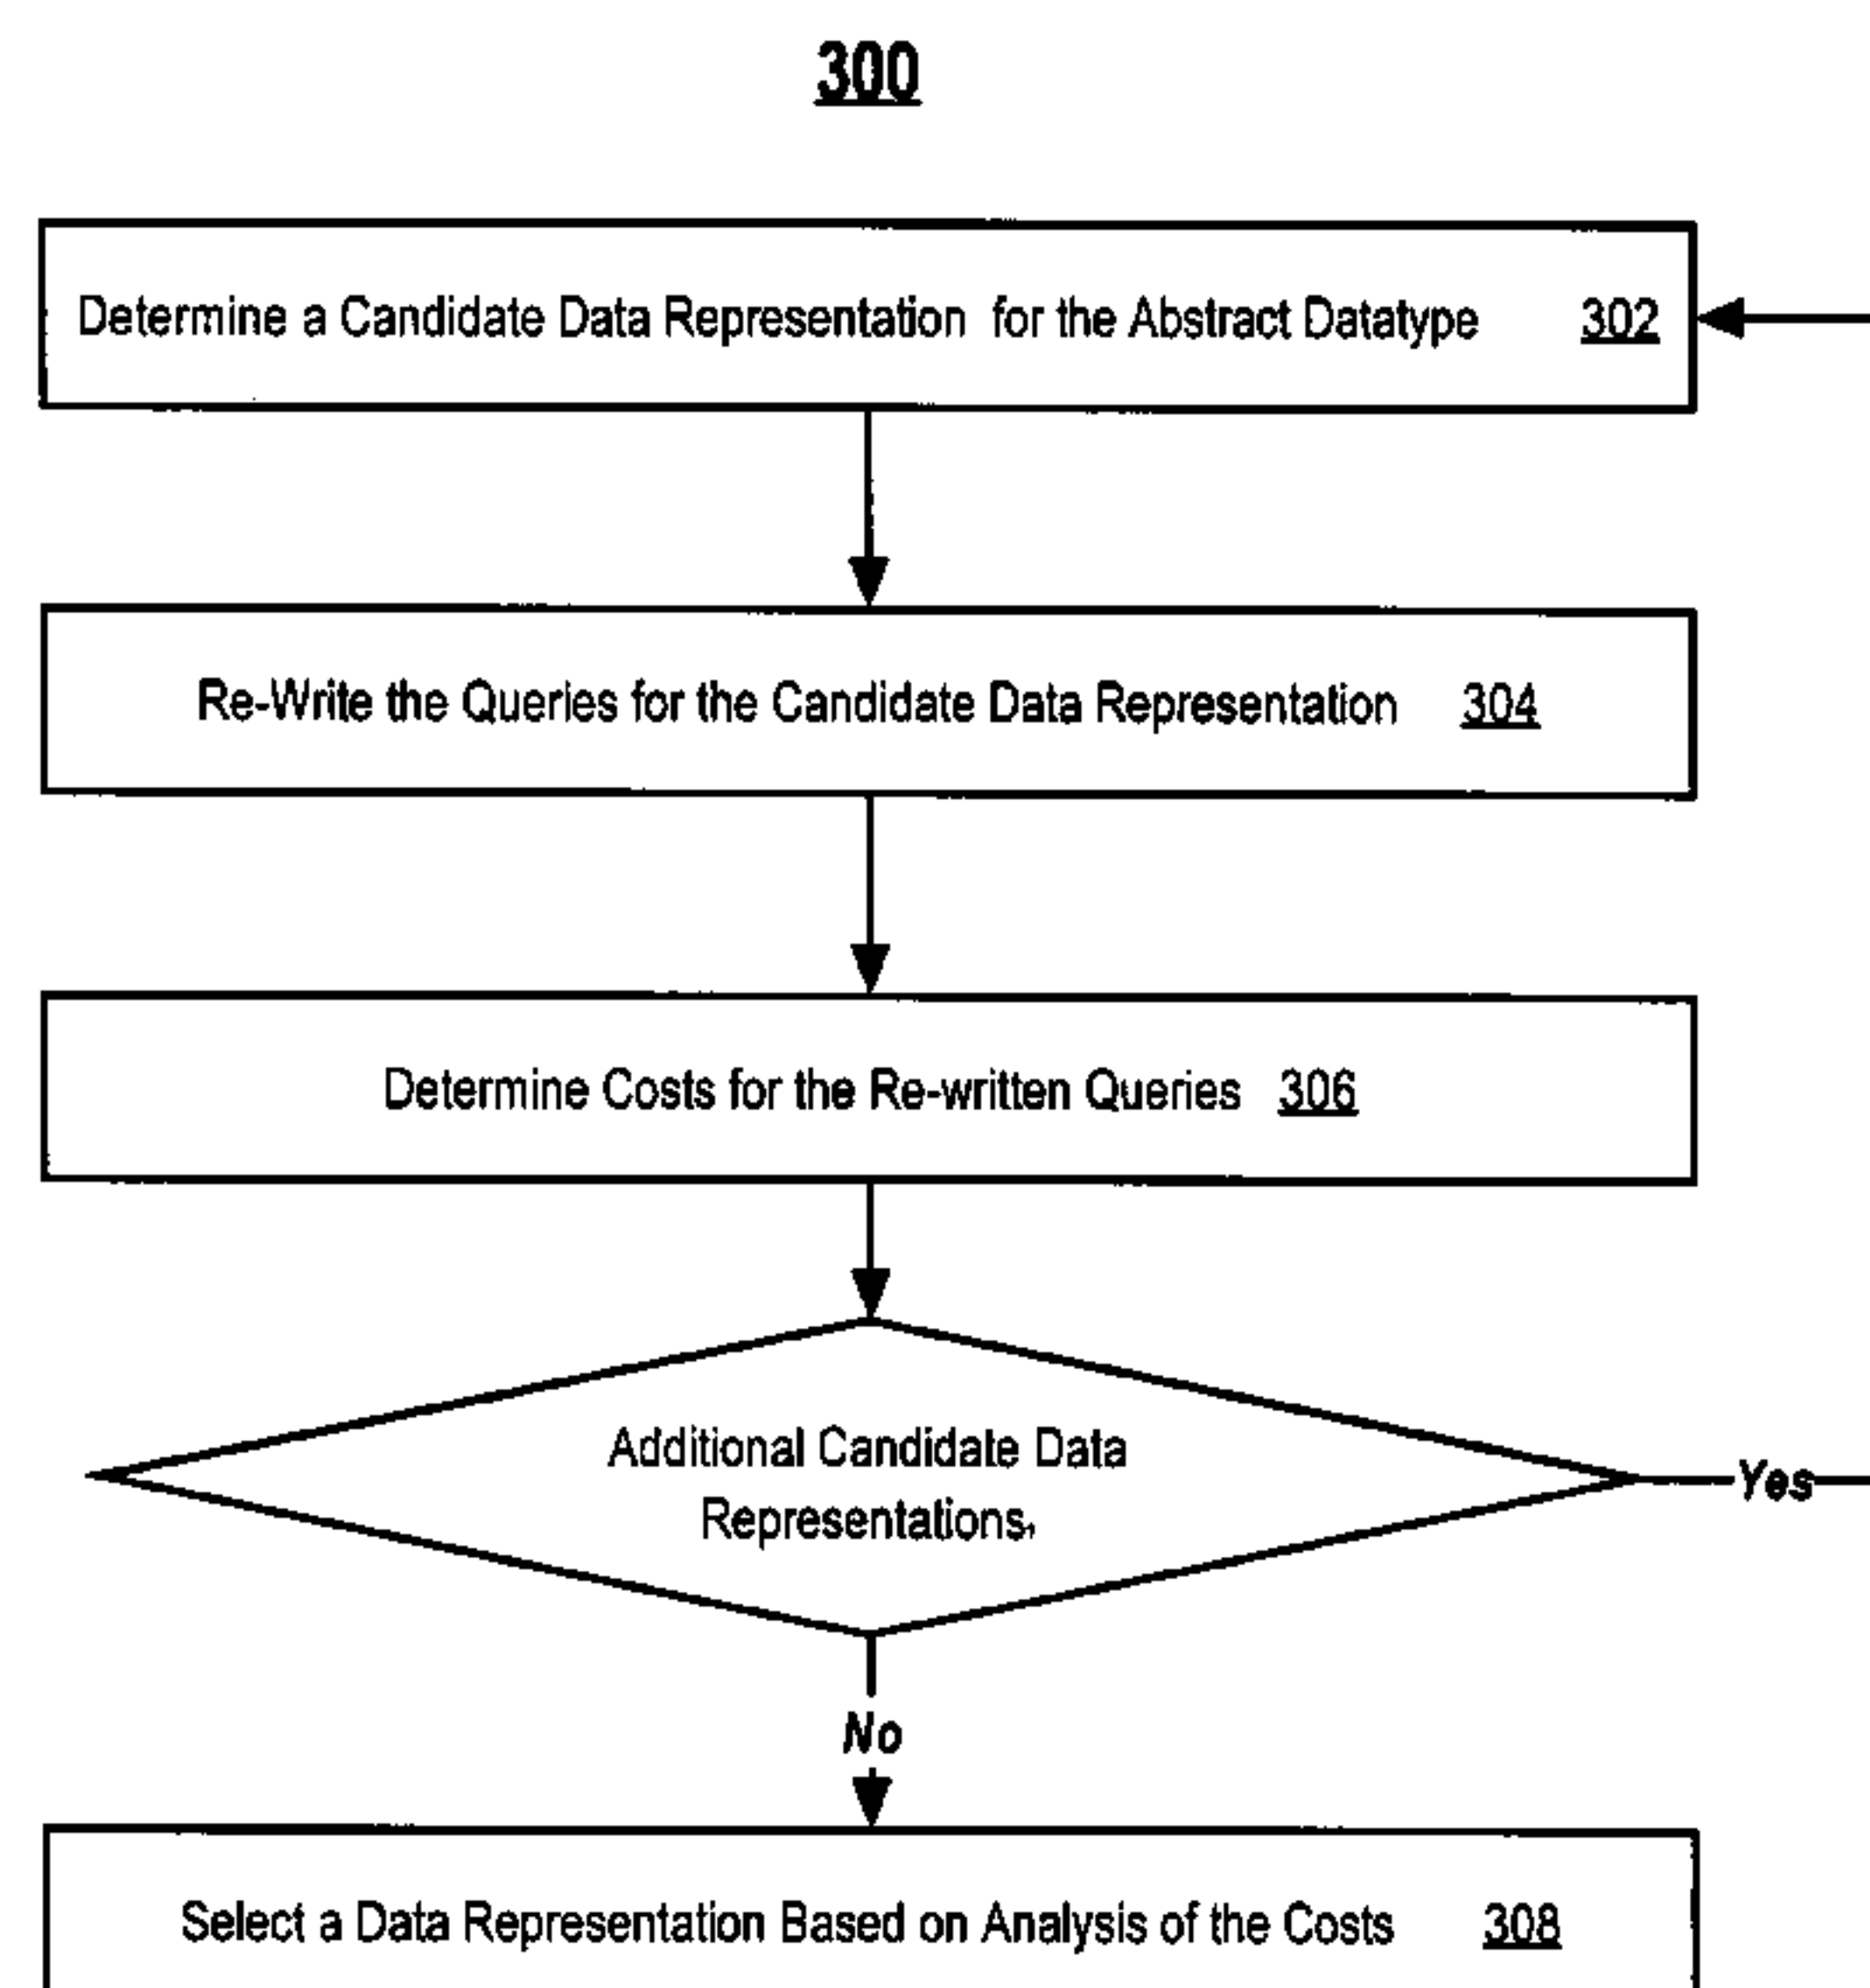 300
Determine a Candidate Data Representation for the Abstract Datatype 302
Re-Write the Queries for the Candidate Data Representation 304
Determine Costs for the Re-written Queries 306
Additional Candidate Data
Representations?
Yes
No
Select a Data Representation Based on Analysis of the Costs 308